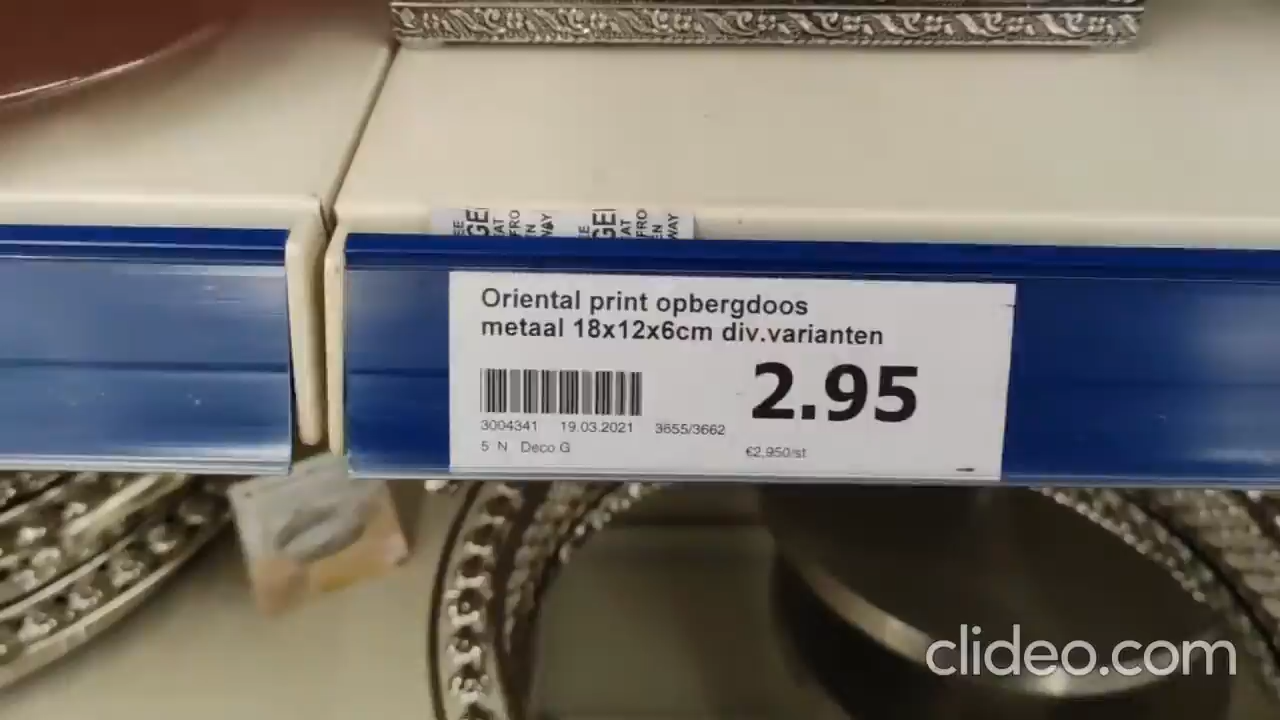 Oriental print opbergdoos
metaal 18x12x6cm div.varianten
2.95
3004341 19.03.2021 3655/3662
5 N Deco G
€2,950/st
clideo.com